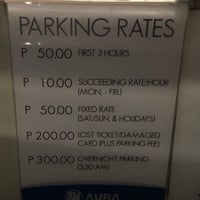 PARKING RATES
P 50.00 FIRST 3 HOURS
P 10.00 SUCCEEDING RATE/HOUR
(MON. - FRI.)
P 50.00 FIXED RATE
(SAT/SUN. & HOLIDAYS)
P 200.00 LOST TICKET/DAMAGED
CARD (PLUS PARKING FEE)
P 300.00 OVERNIGHT PARKING
(3:30 AM)
AURA